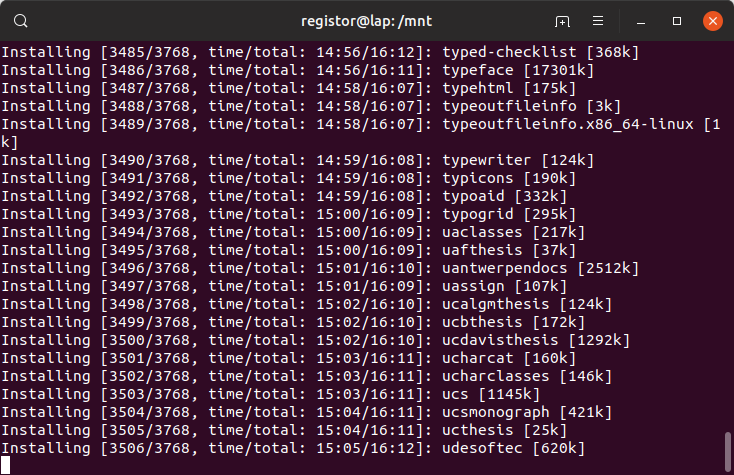 registor@lap: /mnt
Installing [3485/3768, time/total: 14:56/16:12]: typed-checklist [368k]
Installing [3486/3768, time/total: 14:56/16:11]: typeface [17301k]
Installing [3487/3768, time/total: 14:58/16:07]: typehtml [175k]
Installing [3488/3768, time/total: 14:58/16:07]: typeoutfileinfo [3k]
Installing [3489/3768, time/total: 14:58/16:07]: typeoutfileinfo.x86_64-linux [1
k]
Installing [3490/3768, time/total: 14:59/16:08]: typewriter [124k]
Installing [3491/3768, time/total: 14:59/16:08]: typicons [190k]
Installing [3492/3768, time/total: 14:59/16:08]: typoaid [332k]
Installing [3493/3768, time/total: 15:00/16:09]: typogrid [295k]
Installing [3494/3768, time/total: 15:00/16:09]: uaclasses [217k]
Installing [3495/3768, time/total: 15:00/16:09]: uafthesis [37k]
Installing [3496/3768, time/total: 15:01/16:10]: uantwerpendocs [2512k]
Installing [3497/3768, time/total: 15:01/16:09]: uassign [107k]
Installing [3498/3768, time/total: 15:02/16:10]: ucalgmthesis [124k]
Installing [3499/3768, time/total: 15:02/16:10]: ucbthesis [172k]
Installing [3500/3768, time/total: 15:02/16:10]: ucdavisthesis [1292k]
Installing [3501/3768, time/total: 15:03/16:11]: ucharcat [160k]
Installing [3502/3768, time/total: 15:03/16:11]: ucharclasses [146k]
Installing [3503/3768, time/total: 15:03/16:11]: ucs [1145k]
Installing [3504/3768, time/total: 15:04/16:11]: ucsmonograph [421k]
Installing [3505/3768, time/total: 15:04/16:11]: ucthesis [25k]
Installing [3506/3768, time/total: 15:05/16:12]: udesoftec [620k]